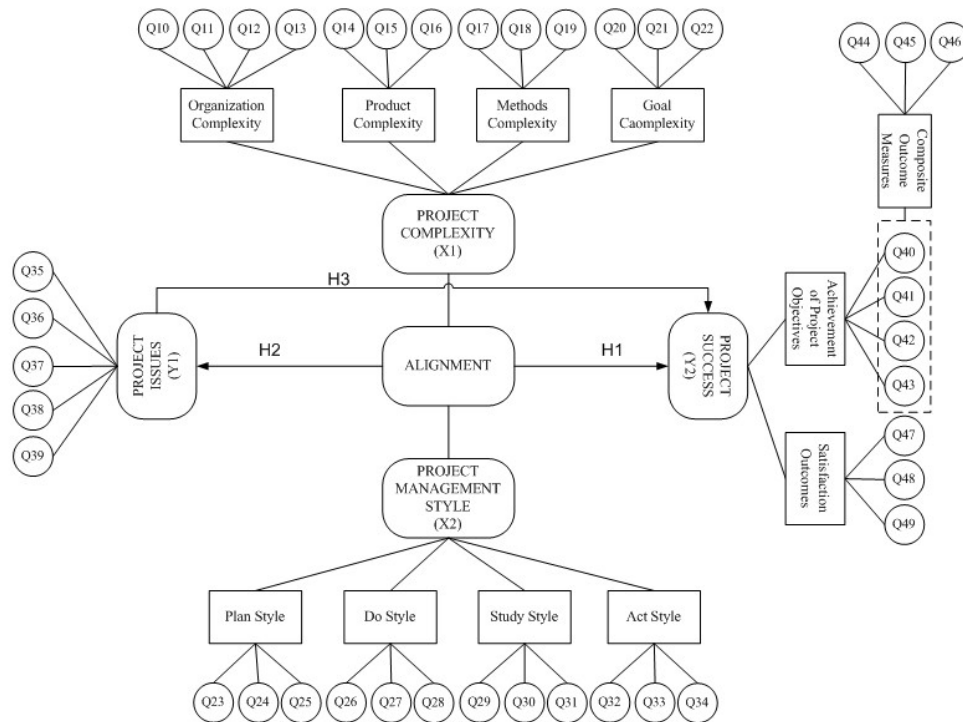 Q10 Q11 Q12 Q13 Q14 Q15 Q16 Q17 Q18 Q19 Q20 Q21 Q22
Q44 Q45 Q46
Organization
Complexity
Product
Complexity
Methods
Complexity
Goal
Caomplexity
Composite
Outcome
Measures
PROJECT
COMPLEXITY
(X1)
Q35
Q36
Q37
Q38
Q39
H3
PROJECT
ISSUES
(Y1)
H2
ALIGNMENT
H1
PROJECT
SUCCESS
(Y2)
Achievement
of Project
Objectives
Q40
Q41
Q42
Q43
Satisfaction
Outcomes
Q47
Q48
Q49
PROJECT
MANAGEMENT
STYLE
(X2)
Plan Style
Do Style
Study Style
Act Style
Q23 Q24 Q25 Q26 Q27 Q28 Q29 Q30 Q31 Q32 Q33 Q34